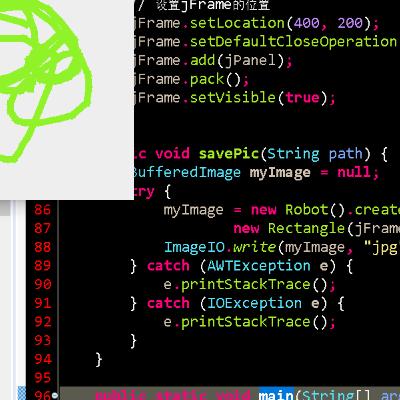 // 设置jFrame的位置
jFrame.setLocation(400, 200);
jFrame.setDefaultCloseOperation
jFrame.add(jPanel);
jFrame.pack();
jFrame.setVisible(true);
ic void savePic(String path) {
BufferedImage myImage = null;
try {
86 myImage = new Robot().create
87 new Rectangle(jFrame
88 ImageIO.write(myImage, "jpg
89 } catch (AWTException e) {
90 e.printStackTrace();
91 } catch (IOException e) {
92 e.printStackTrace();
93 }
94 }
95
96 public static void main(String[] ar